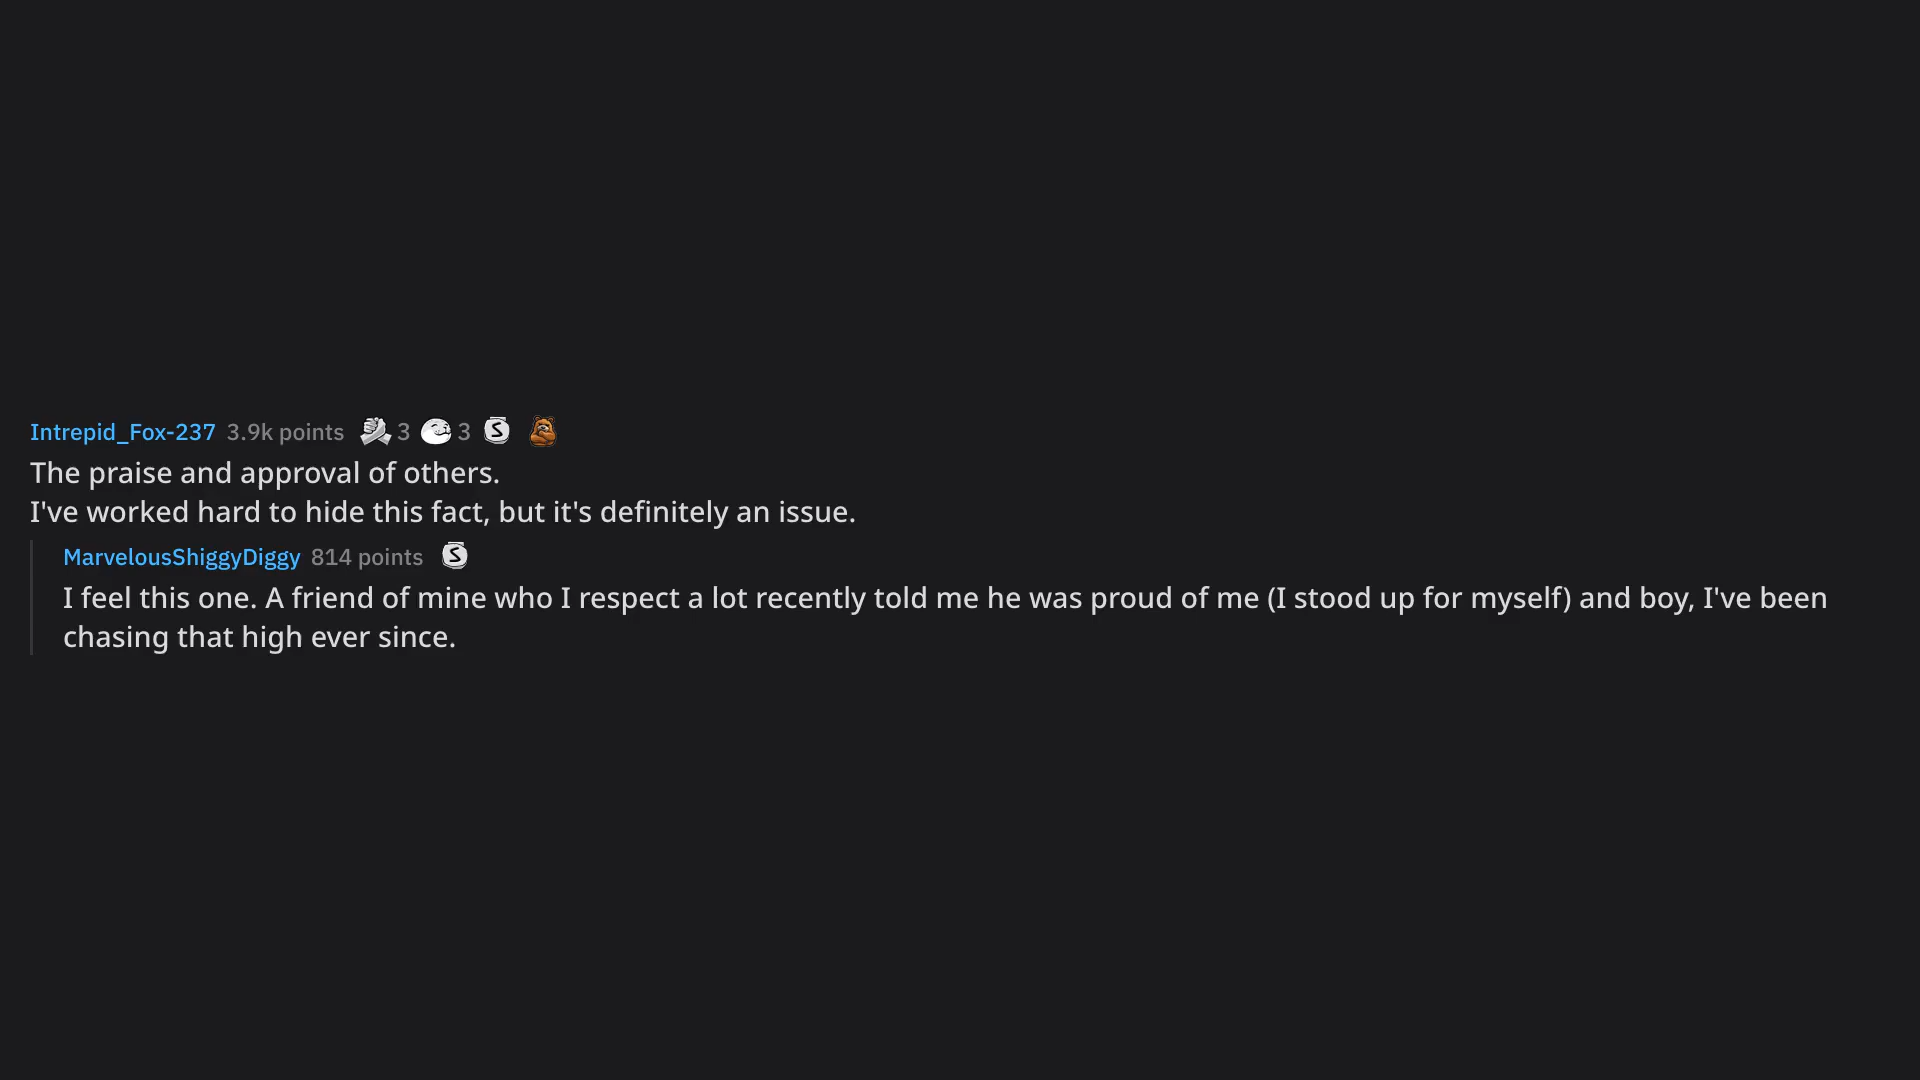 Intrepid_Fox-237 3.9k points 3 3 S
The praise and approval of others.
I've worked hard to hide this fact, but it's definitely an issue.
MarvelousShiggyDiggy 814 points S
I feel this one. A friend of mine who I respect a lot recently told me he was proud of me (I stood up for myself) and boy, I've been
chasing that high ever since.